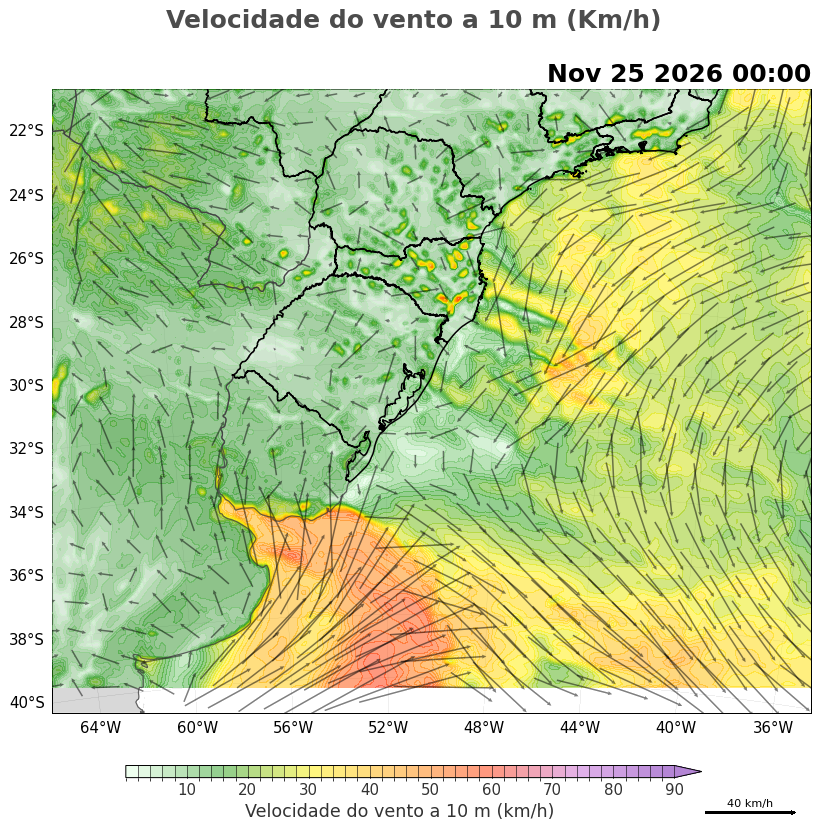 Velocidade do vento a 10 m (Km/h)
Nov 25 2026 00:00
22°S
24°S
26°S
28°S
30°S
32°S
34°S
36°S
38°S
40°S
64°W 60°W 56°W 52°W 48°W 44°W 40°W 36°W
10 20 30 40 50 60 70 80 90
Velocidade do vento a 10 m (km/h)
40 km/h